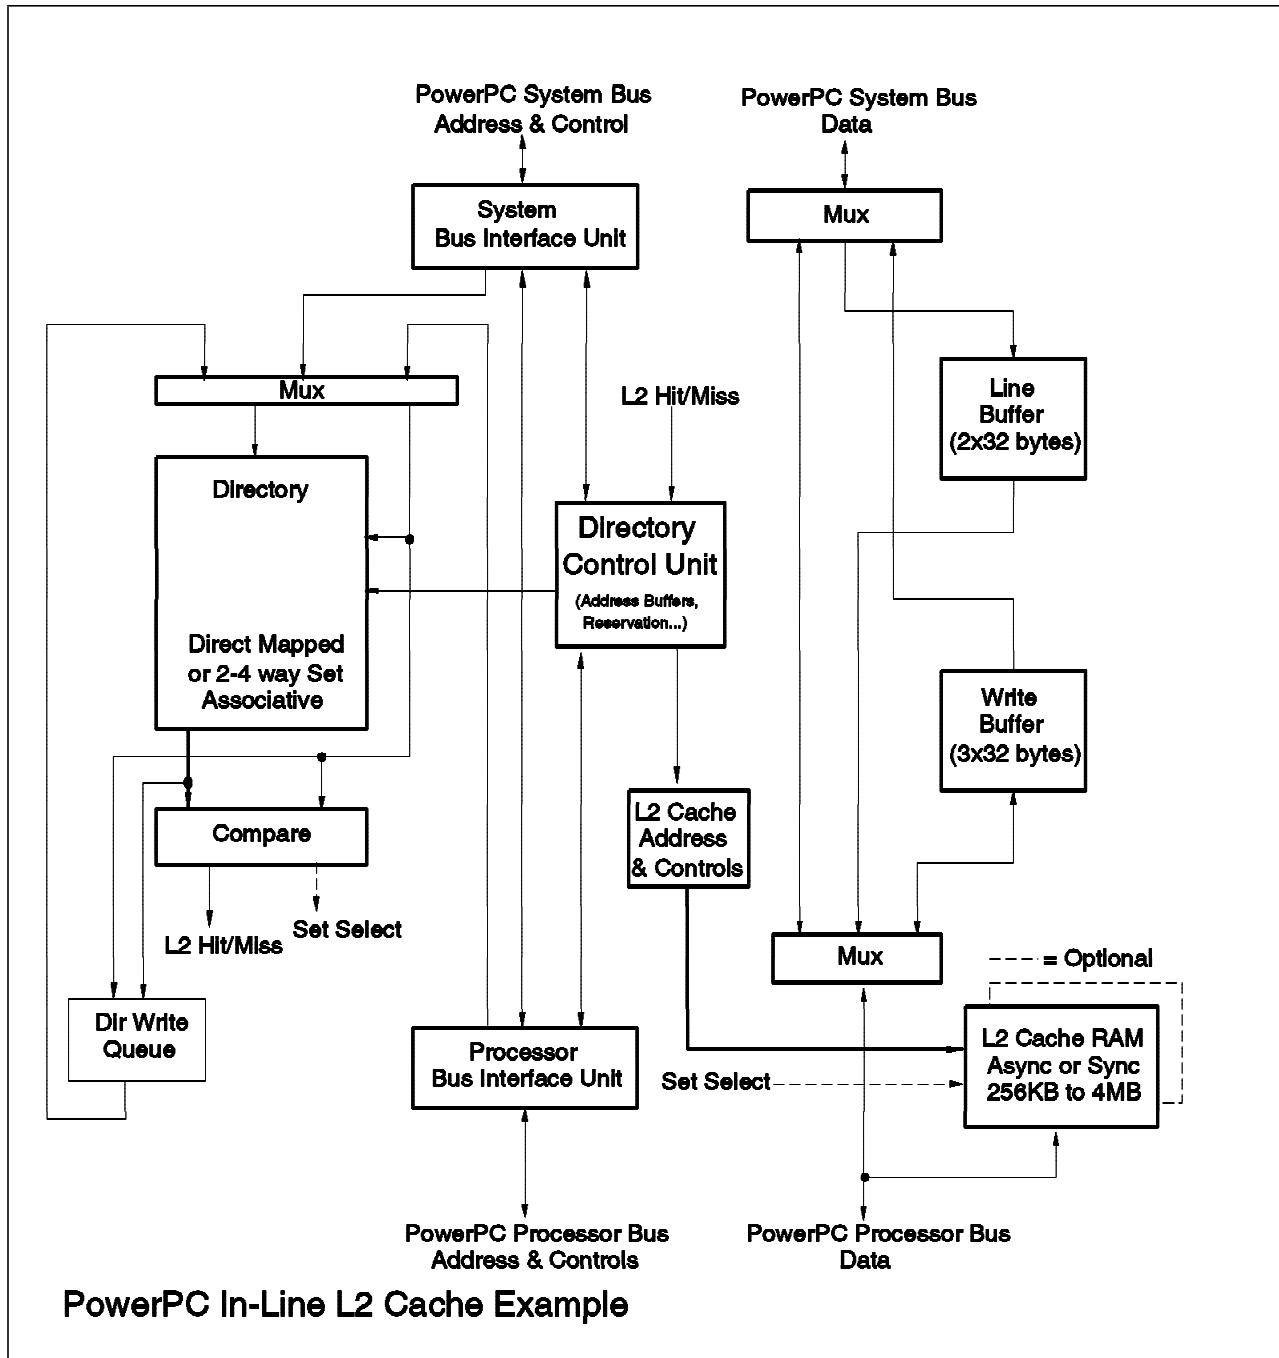 PowerPC System Bus
Address & Control
PowerPC System Bus
Data
System
Bus Interface Unit
Mux
Mux
L2 Hit/Miss
Line
Buffer
(2x32 bytes)
Directory
Direct Mapped
or 2-4 way Set
Associative
Directory
Control Unit
(Address Buffers,
Reservation...)
Write
Buffer
(3x32 bytes)
Compare
L2 Cache
Address
& Controls
L2 Hit/Miss
Set Select
Mux
= Optional
Dir Write
Queue
Processor
Bus Interface Unit
Set Select
L2 Cache RAM
Async or Sync
256KB to 4MB
PowerPC Processor Bus
Address & Controls
PowerPC Processor Bus
Data
PowerPC In-Line L2 Cache Example